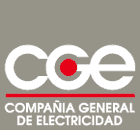 CGE
COMPAÑIA GENERAL
DE ELECTRICIDAD